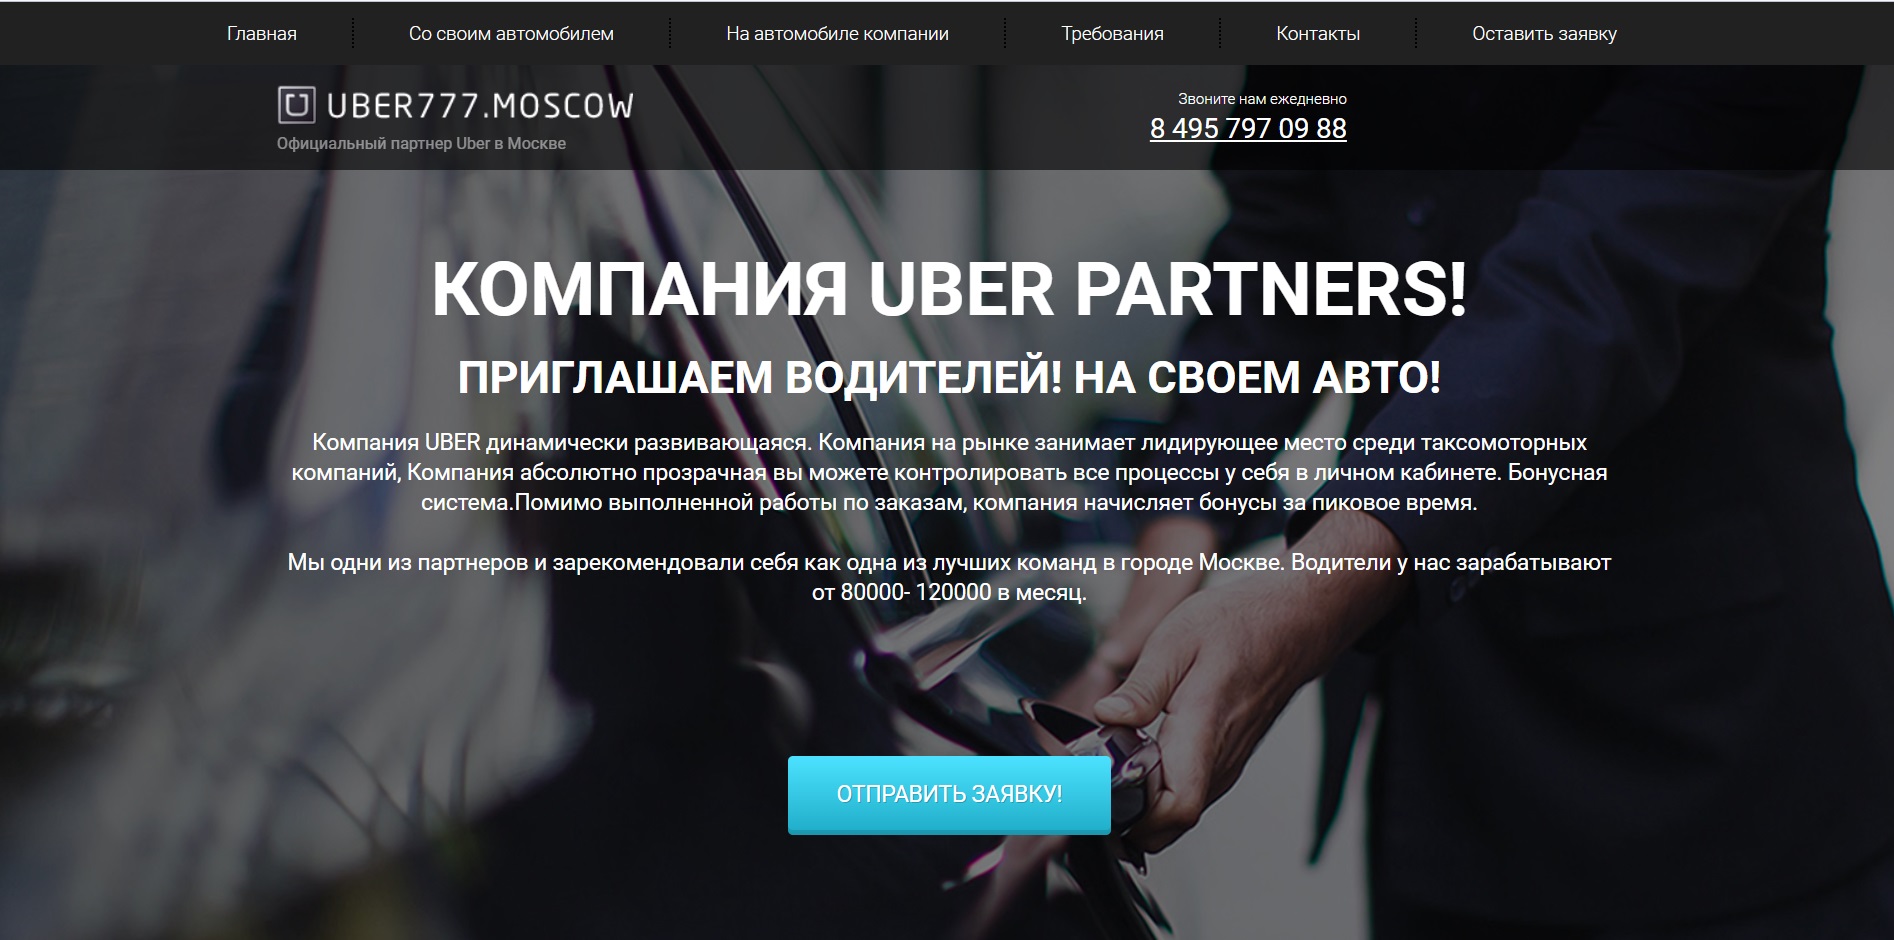 Главная Со своим автомобилем На автомобиле компании Требования Контакты Оставить заявку
UBER777.MOSCOW
Официальный партнер Uber в Москве
Звоните нам ежедневно
8 495 797 09 88
КОМПАНИЯ UBER PARTNERS!
ПРИГЛАШАЕМ ВОДИТЕЛЕЙ! НА СВОЕМ АВТО!
Компания UBER динамически развивающаяся. Компания на рынке занимает лидирующее место среди таксомоторных
компаний, Компания абсолютно прозрачная вы можете контролировать все процессы у себя в личном кабинете. Бонусная
система.Помимо выполненной работы по заказам, компания начисляет бонусы за пиковое время.
Мы одни из партнеров и зарекомендовали себя как одна из лучших команд в городе Москве. Водители у нас зарабатывают
от 80000- 120000 в месяц.
ОТПРАВИТЬ ЗАЯВКУ!